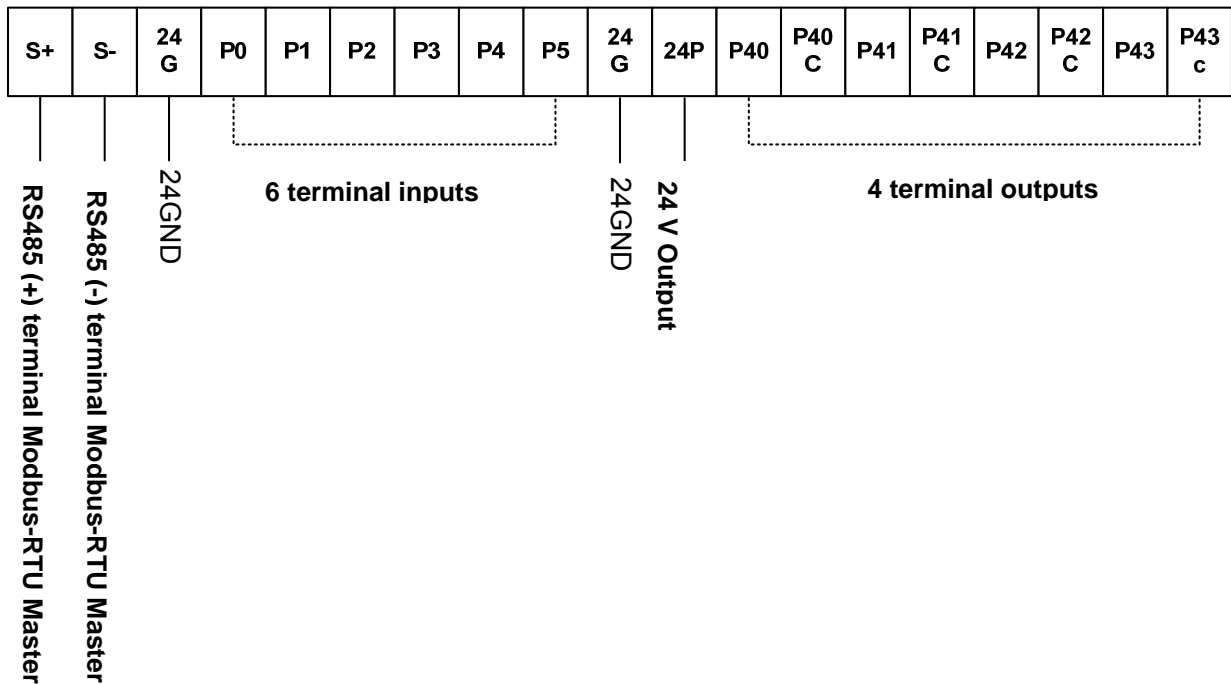 S+ S- 24 G P0 P1 P2 P3 P4 P5 24 G 24P P40 P40 C P41 P41 C P42 P42 C P43 P43 c
RS485 (+) terminal Modbus-RTU Master
RS485 (-) terminal Modbus-RTU Master
24GND
6 terminal inputs
24GND
24 V Output
4 terminal outputs